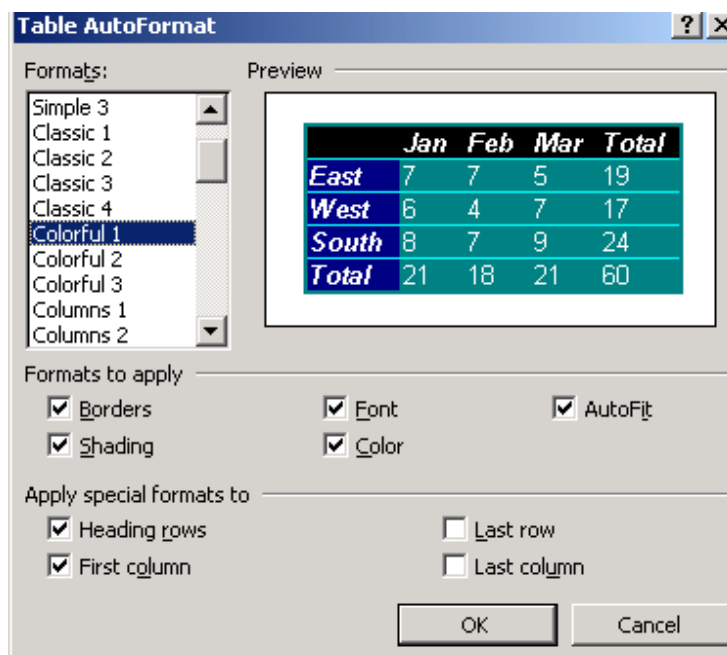 Table AutoFormat
Formats:
Preview
Simple 3
Classic 1
Classic 2
Classic 3
Classic 4
Colorful 1
Colorful 2
Colorful 3
Columns 1
Columns 2
Jan Feb Mar Total
East 7 7 5 19
West 6 4 7 17
South 8 7 9 24
Total 21 18 21 60
Formats to apply
Borders Font AutoFit
Shading Color
Apply special formats to
Heading rows Last row
First column Last column
OK Cancel